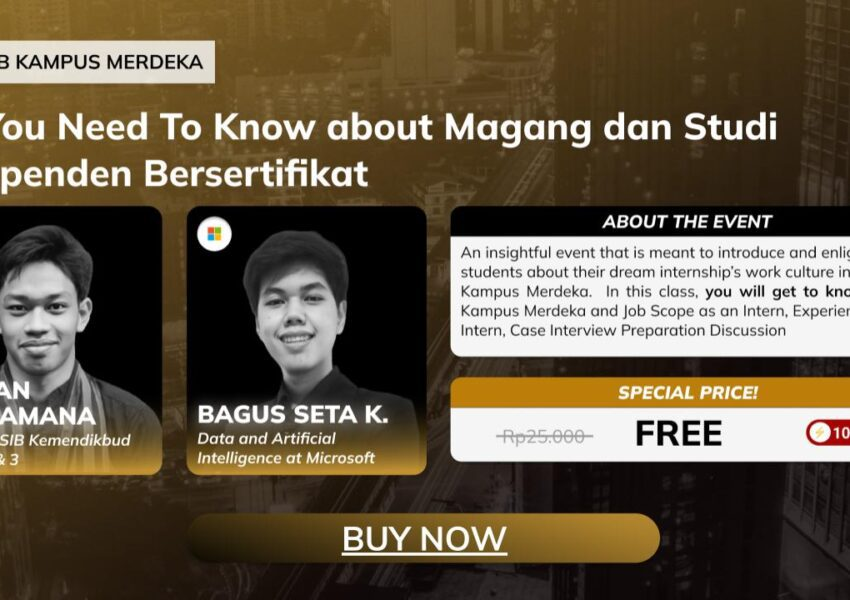 B KAMPUS MERDEKA
You Need To Know about Magang dan Studi
penden Bersertifikat
AN
AMANA
SIB Kemendikbud
& 3
BAGUS SETA K.
Data and Artificial
Intelligence at Microsoft
ABOUT THE EVENT
An insightful event that is meant to introduce and enlig
students about their dream internship's work culture in
Kampus Merdeka. In this class, you will get to kno
Kampus Merdeka and Job Scope as an Intern, Experien
Intern, Case Interview Preparation Discussion
SPECIAL PRICE!
Rp25.000 FREE 10
BUY NOW